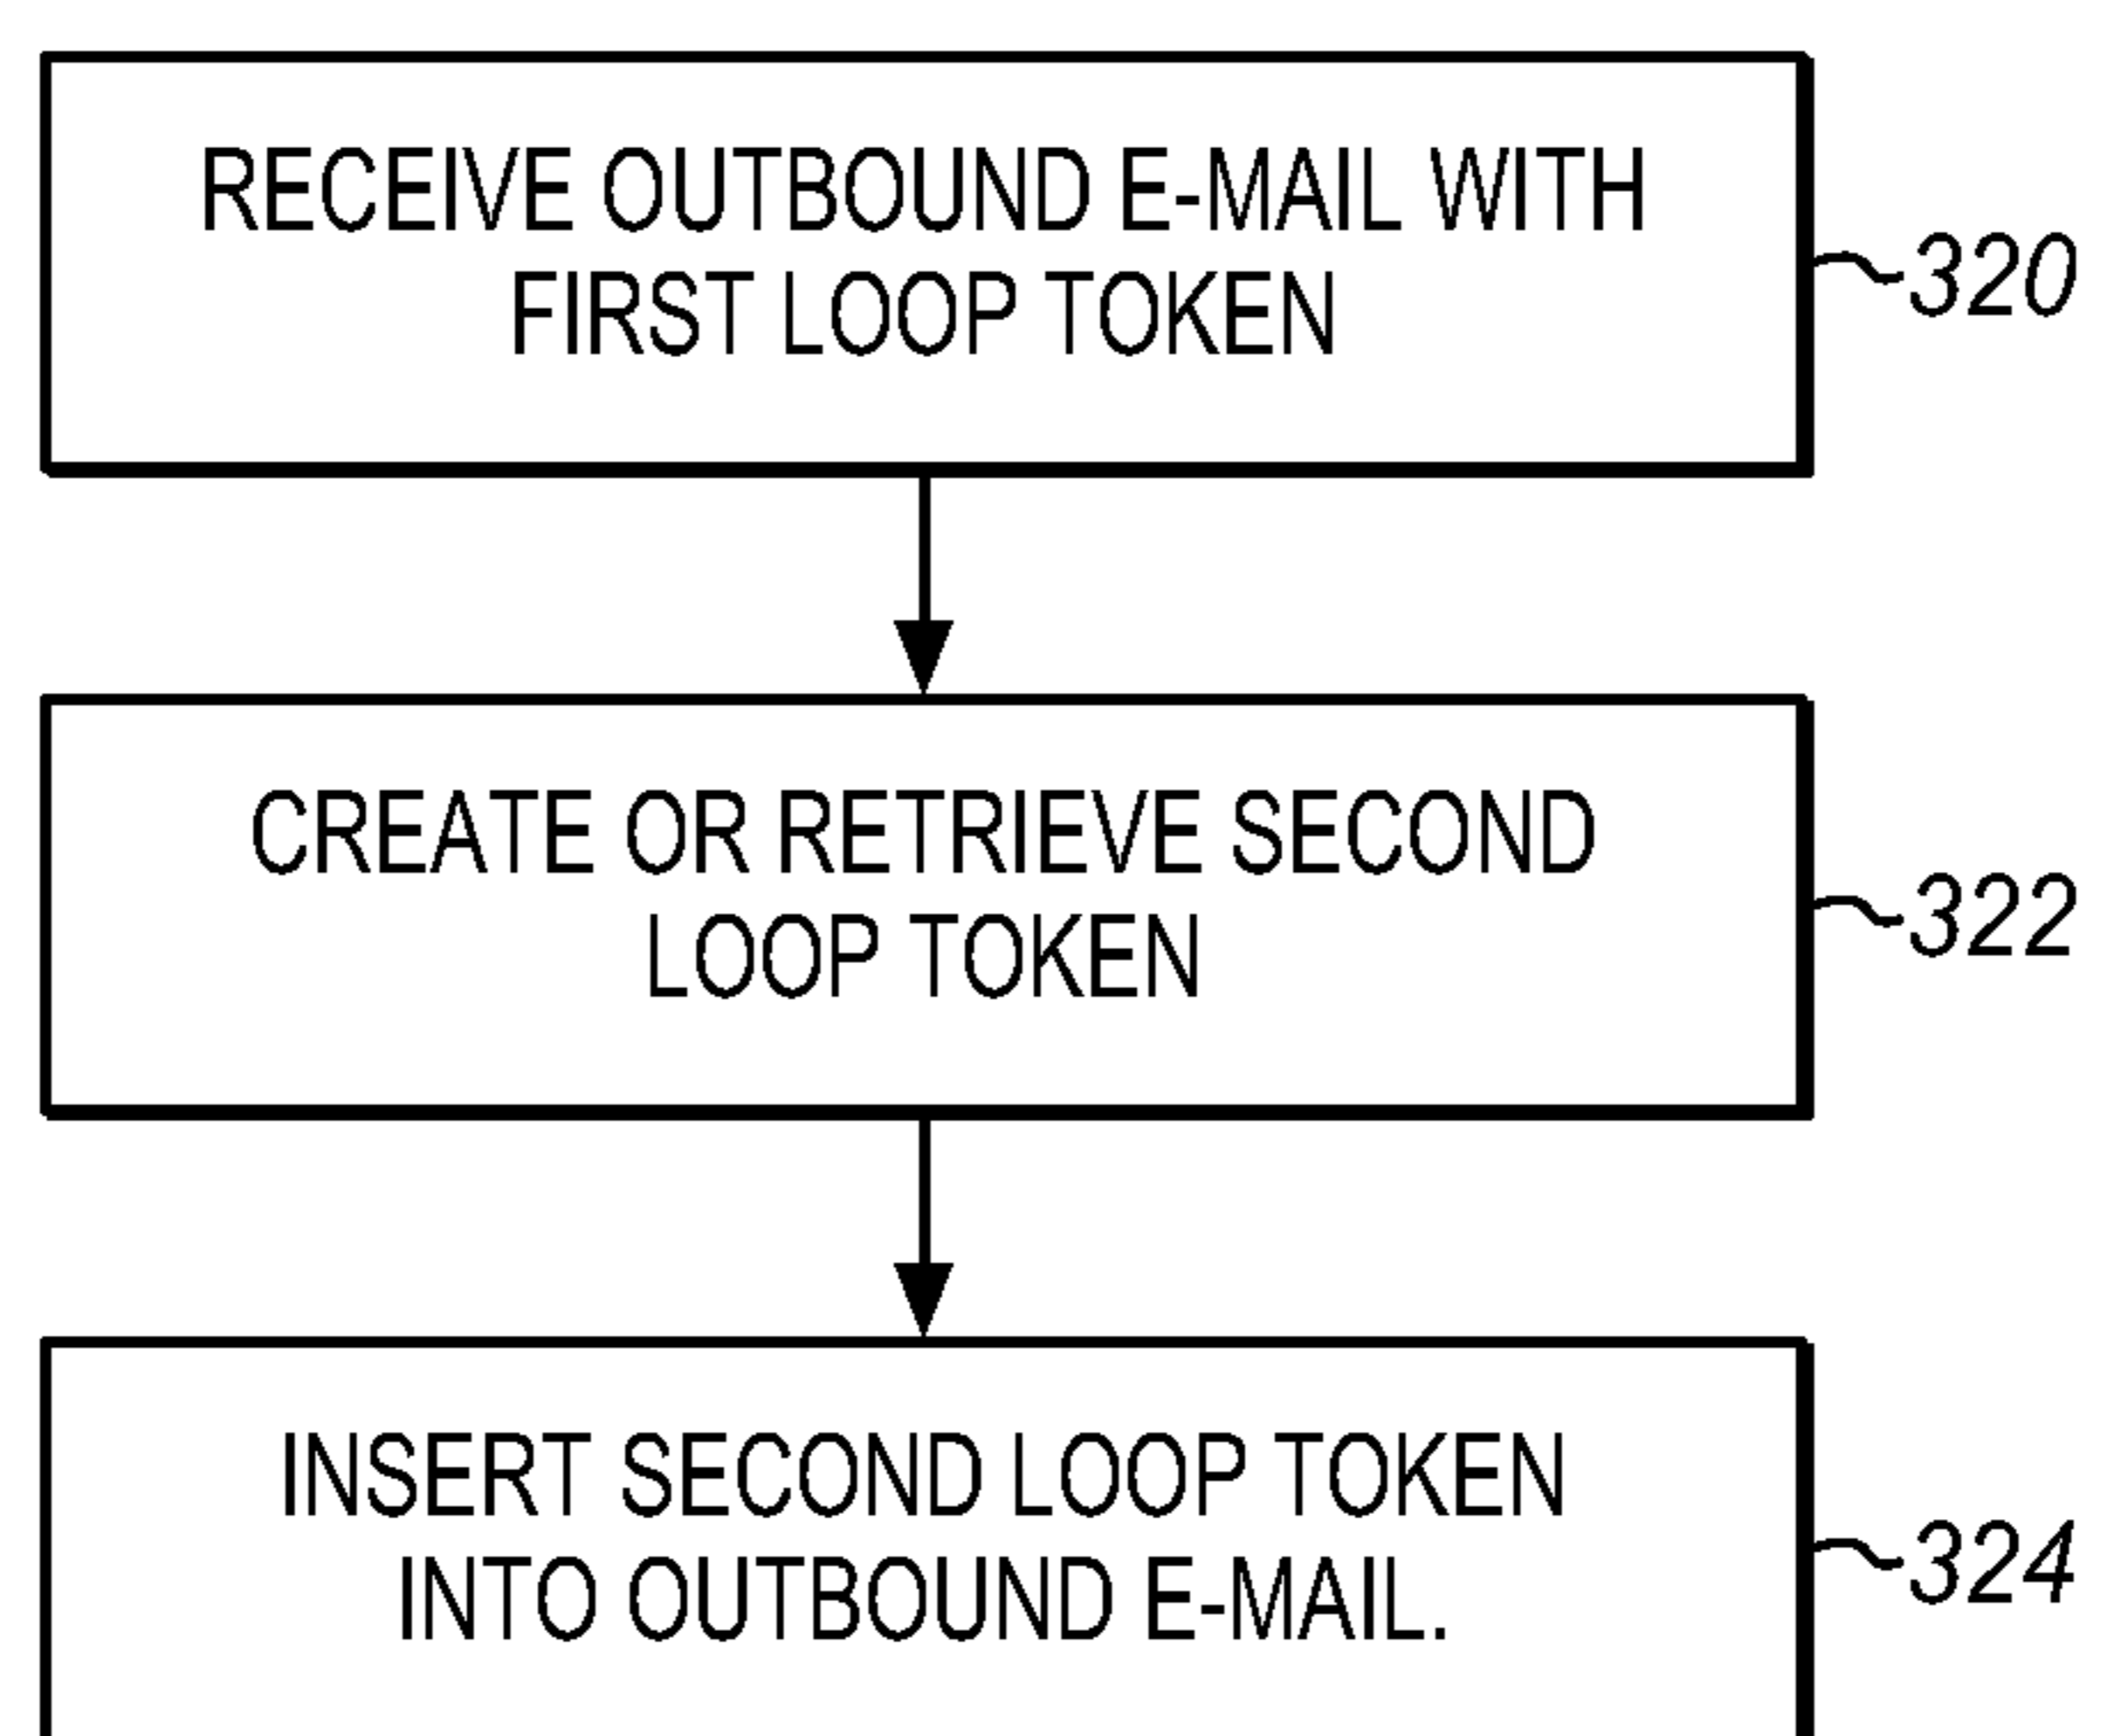 RECEIVE OUTBOUND E-MAIL WITH
FIRST LOOP TOKEN
320
CREATE OR RETRIEVE SECOND
LOOP TOKEN
322
INSERT SECOND LOOP TOKEN
INTO OUTBOUND E-MAIL.
324